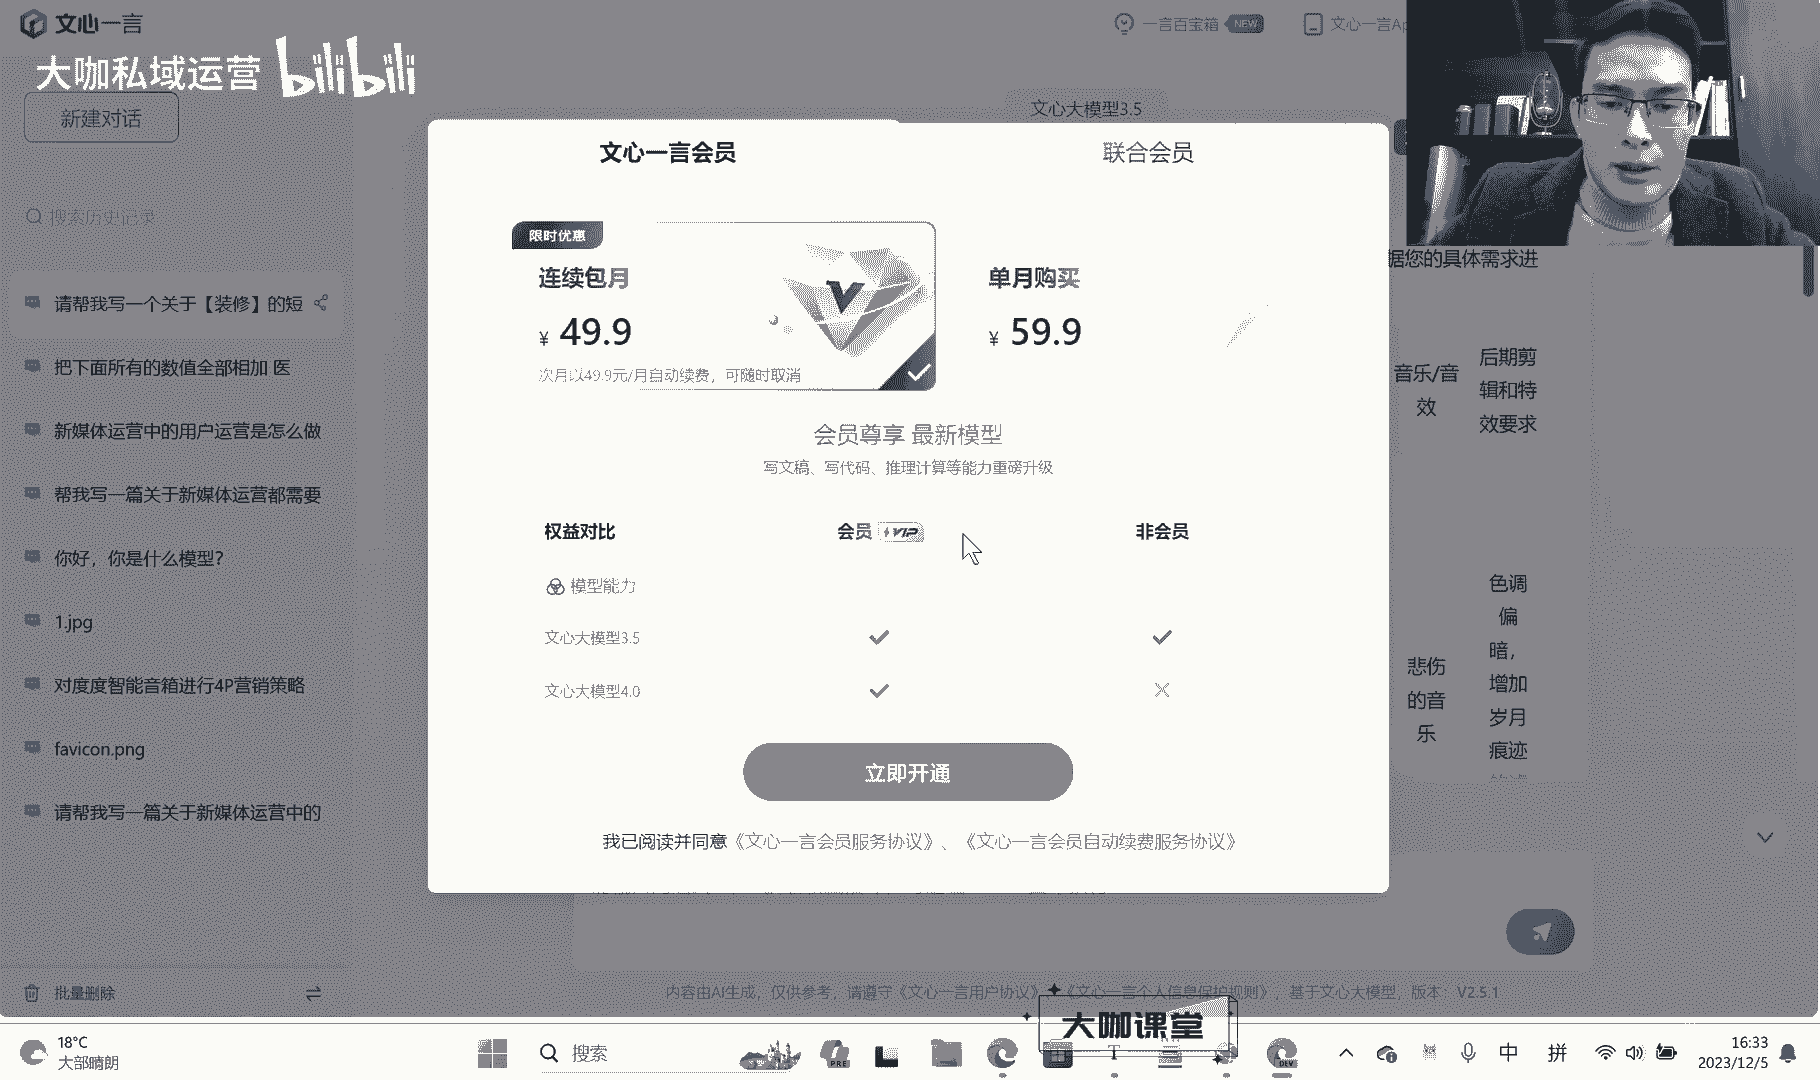 文心一言
一言百宝箱 NEW
文心一言Ap
大咖私域运营 bilibili
新建对话
文心大模型3.5
搜索历史记录
请帮我写一个关于【装修】的短
把下面所有的数值全部相加 医
新媒体运营中的用户运营是怎么做
帮我写一篇关于新媒体运营都需要
你好，你是什么模型？
1.jpg
对度度智能音箱进行4P营销策略
favicon.png
请帮我写一篇关于新媒体运营中的
批量删除
文心一言会员
联合会员
限时优惠
连续包月
¥ 49.9
次月以49.9元/月自动续费，可随时取消
单月购买
¥ 59.9
会员尊享 最新模型
写文稿、写代码、推理计算等能力重磅升级
权益对比
会员 VIP
非会员
模型能力
文心大模型3.5
文心大模型4.0
立即开通
我已阅读并同意《文心一言会员服务协议》、《文心一言会员自动续费服务协议》
据您的具体需求进
音乐/音
效
后期剪
辑和特
效要求
悲伤
的音
乐
色调
偏
暗，
增加
岁月
痕迹
内容由AI生成，仅供参考，请遵守《文心一言用户协议》
《文心一言个人信息保护规则》，基于文心大模型，版本 V2.5.1
大咖课堂
18°C
大部晴朗
搜索
PRE
DEV
中
拼
16:33
2023/12/5